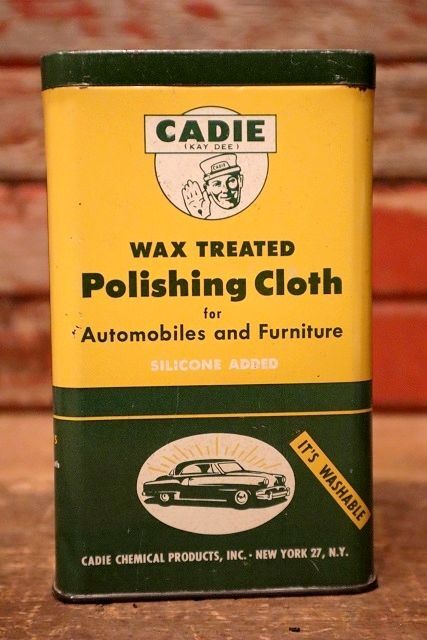 CADIE
(KAY DEE)
CADIE
WAX TREATED
Polishing Cloth
for
Automobiles and Furniture
SILICONE ADDED
IT'S WASHABLE
CADIE CHEMICAL PRODUCTS, INC. · NEW YORK 27, N.Y.